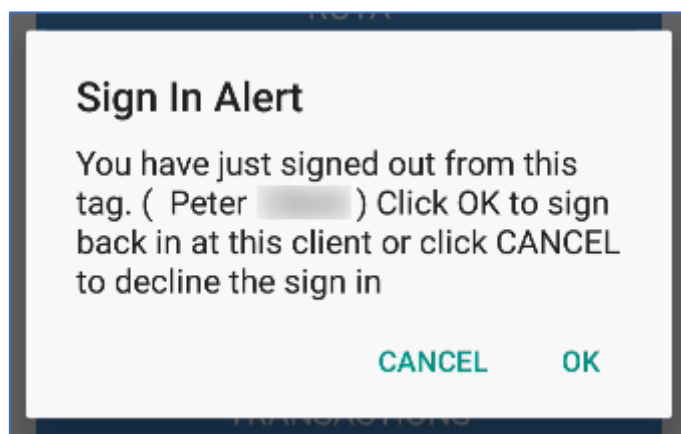 Sign In Alert
You have just signed out from this
tag. ( Peter ) Click OK to sign
back in at this client or click CANCEL
to decline the sign in
CANCEL OK
TRANSACTIONS